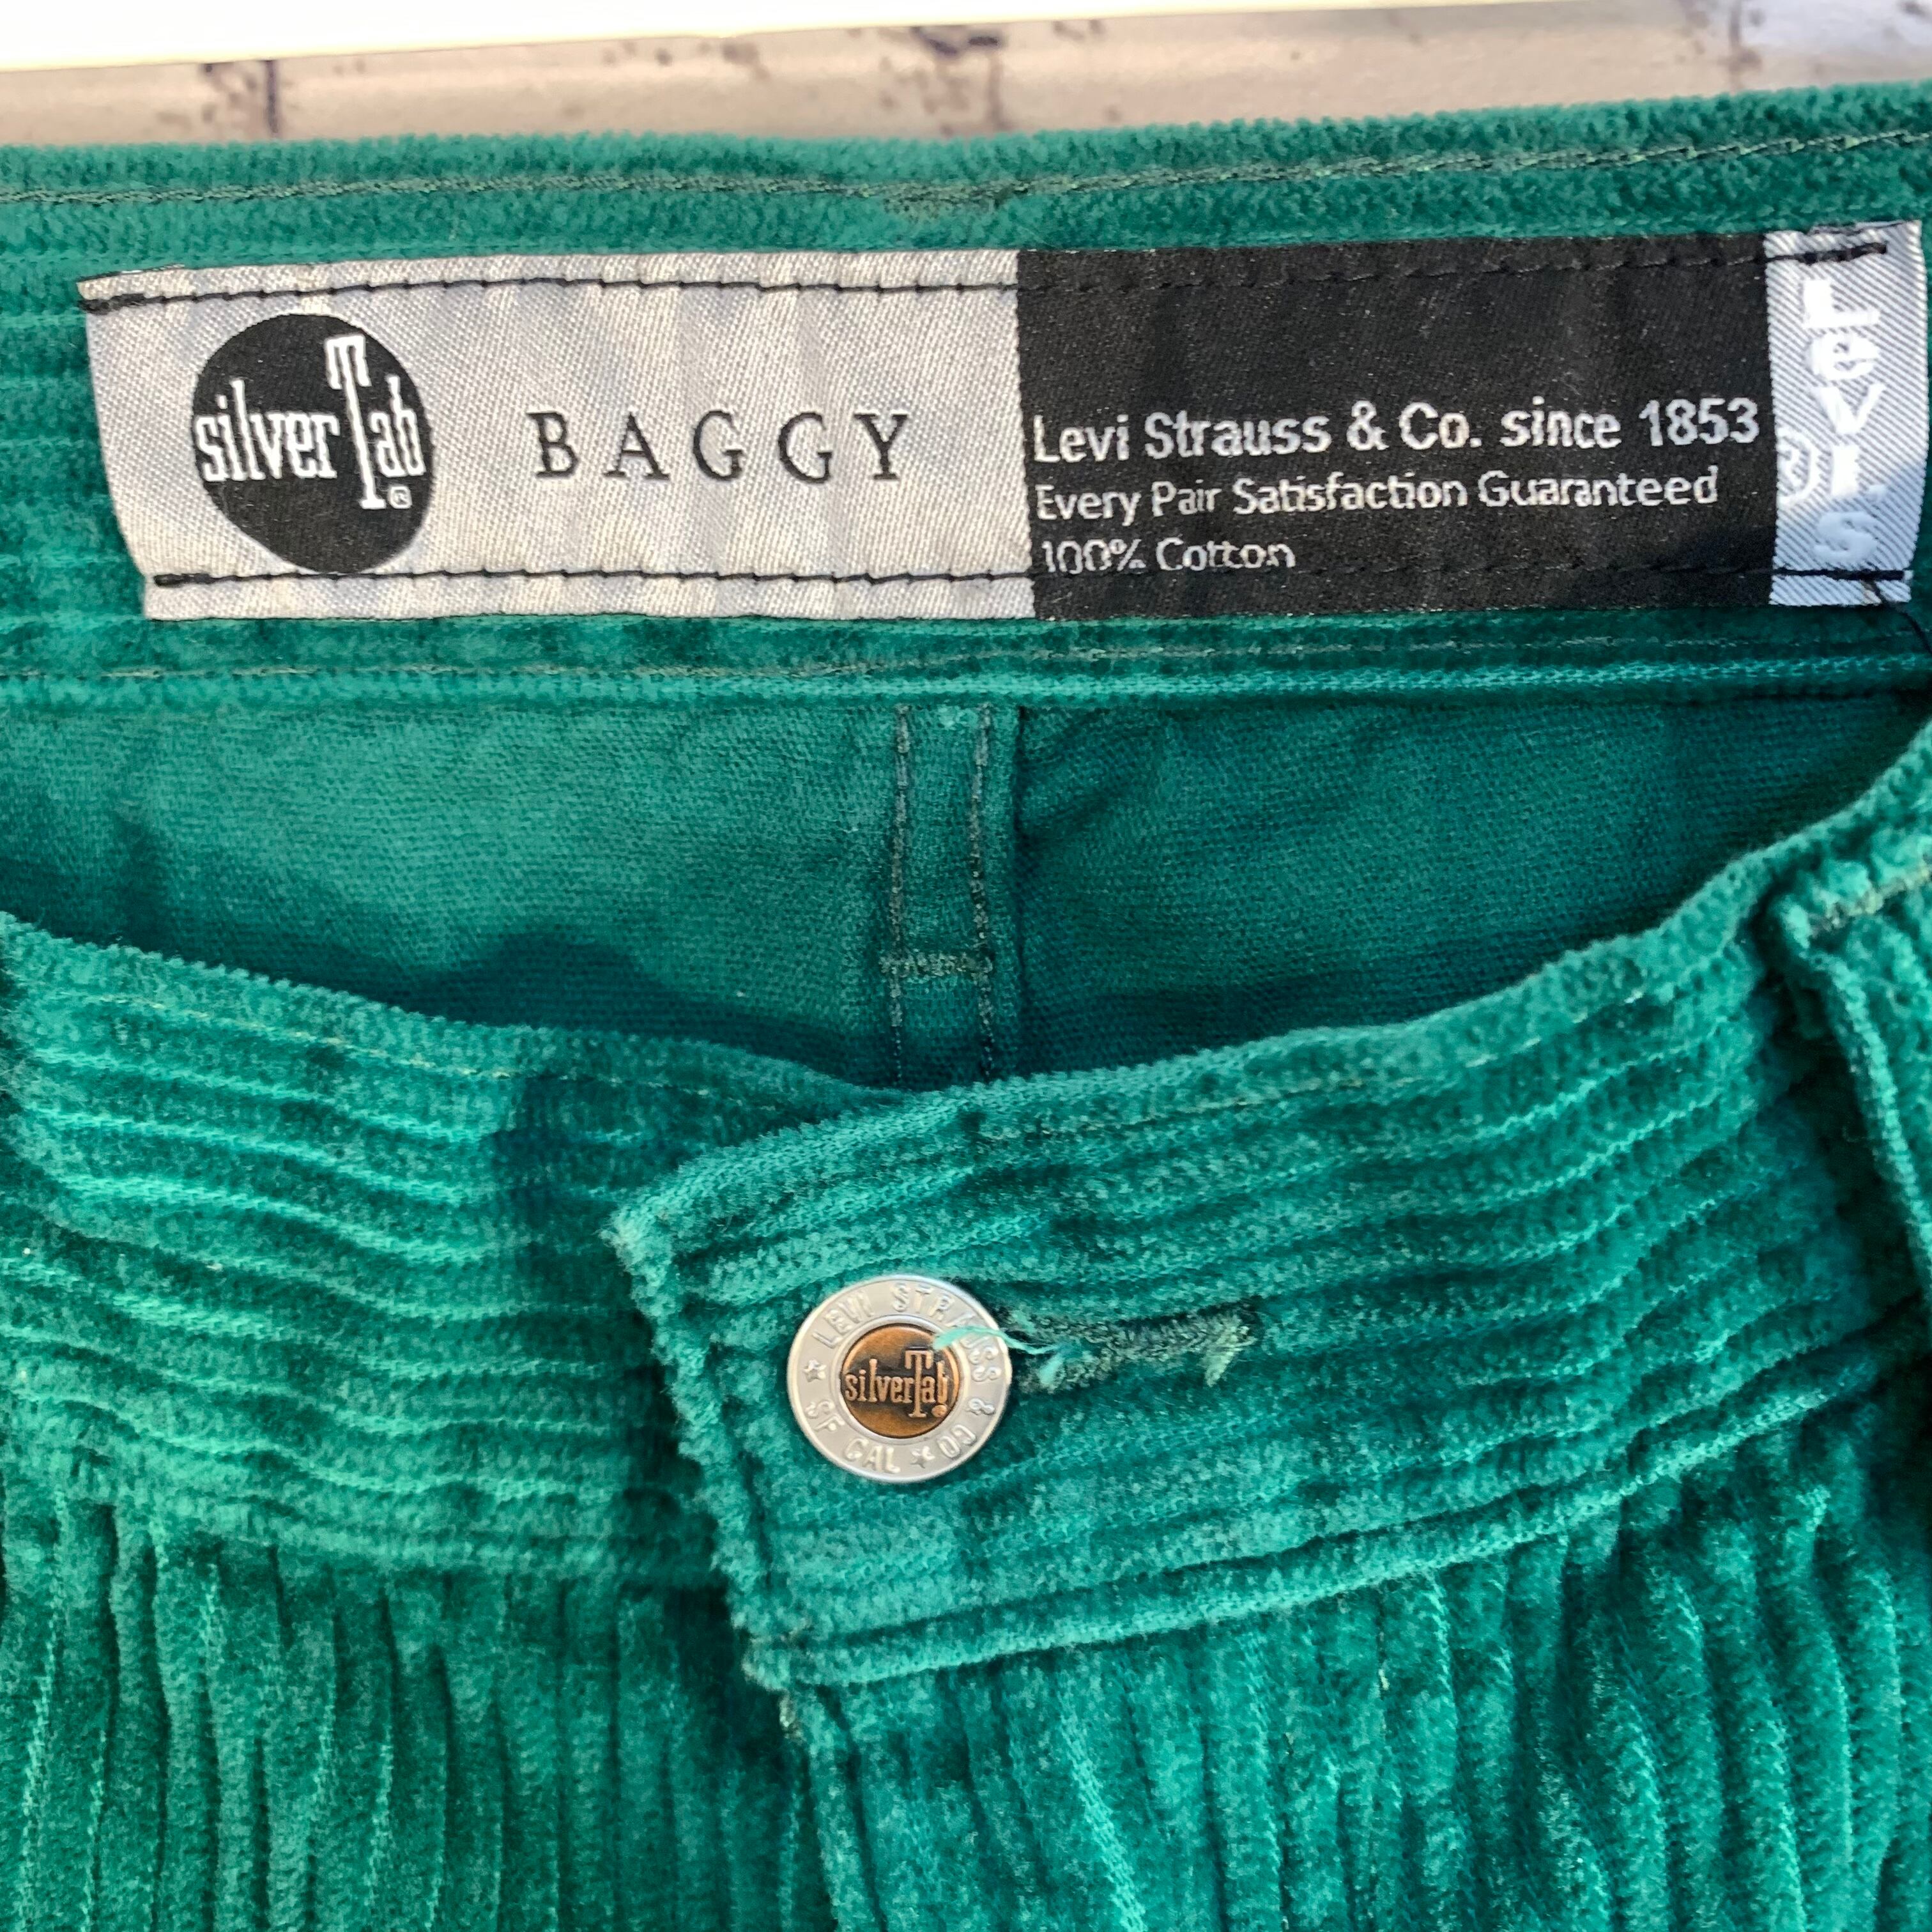 silverTab®
BAGGY
Levi Strauss & Co. since 1853
Every Pair Satisfaction Guaranteed
100% Cotton
LEVI'S
®
LEVI STRAUSS & CO ★ SF CAL ★
silverTab®